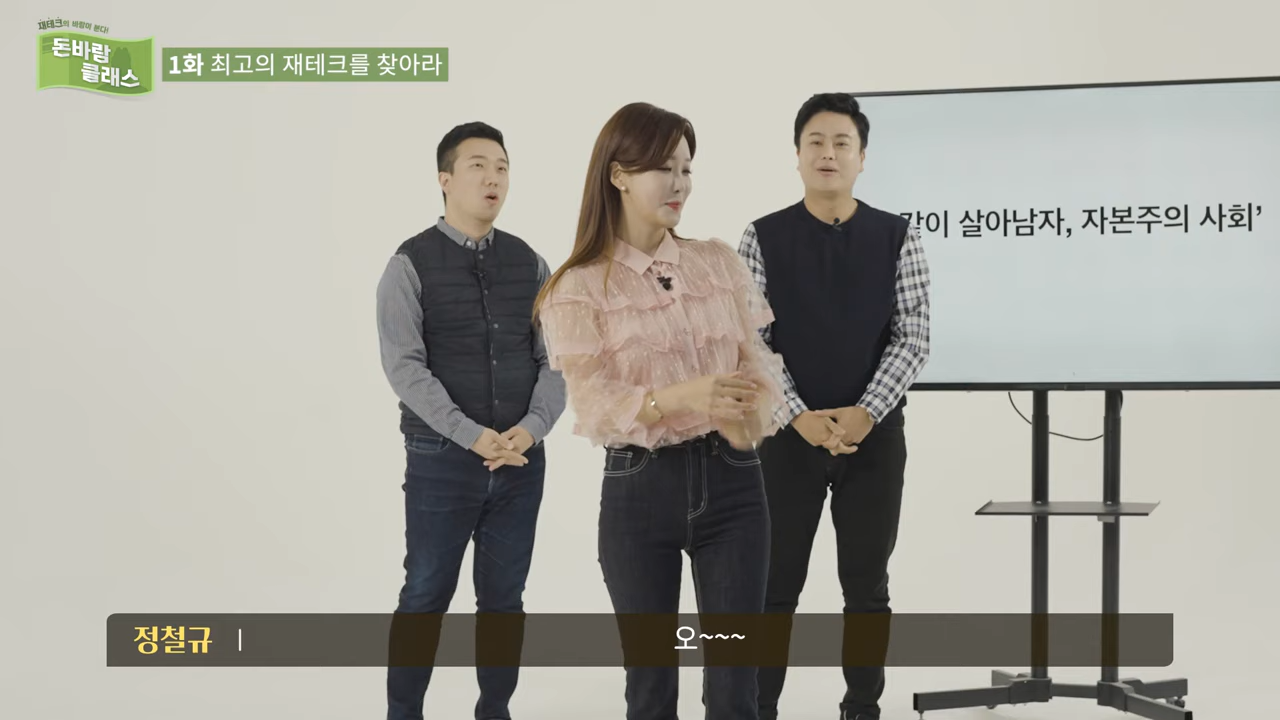 재테크의 바람이 분다!
돈바람
클래스
1화 최고의 재테크를 찾아라
같이 살아남자, 자본주의 사회’
정철규 | 오~~~